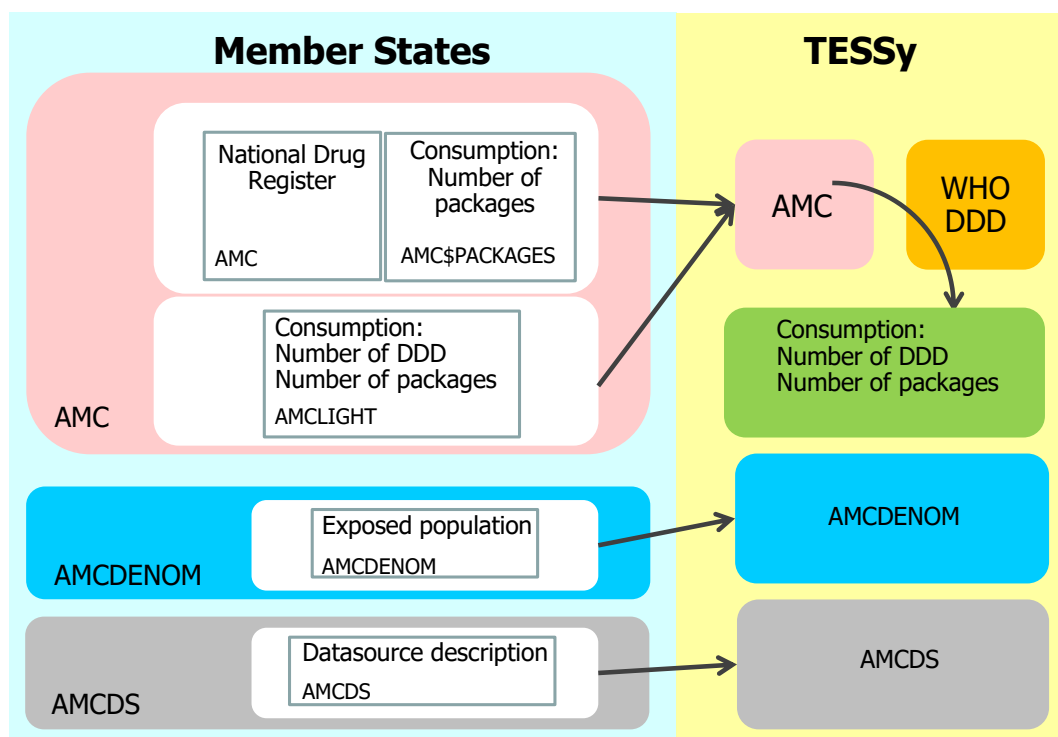 Member States
National Drug
Register
AMC
Consumption:
Number of
packages
AMC$PACKAGES
Consumption:
Number of DDD
Number of packages
AMCLIGHT
AMC
Exposed population
AMCDENOM
AMCDENOM
Datasource description
AMCDS
AMCDS
TESSy
AMC
WHO
DDD
Consumption:
Number of DDD
Number of packages
AMCDENOM
AMCDS